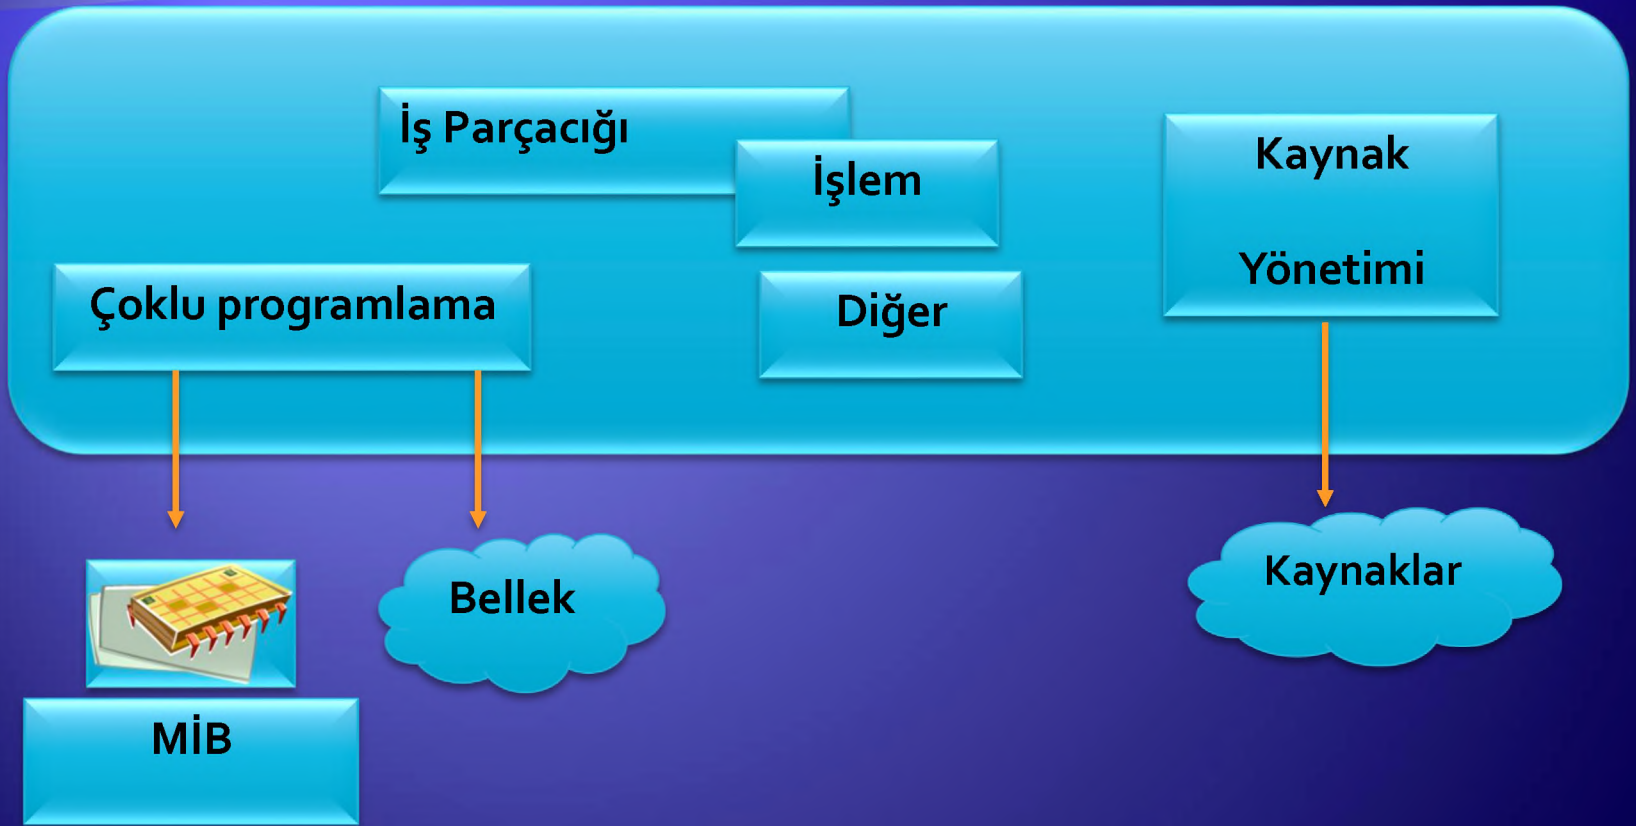 İş Parçacığı
İşlem
Kaynak
Yönetimi
Çoklu programlama
Diğer
Bellek
Kaynaklar
MİB